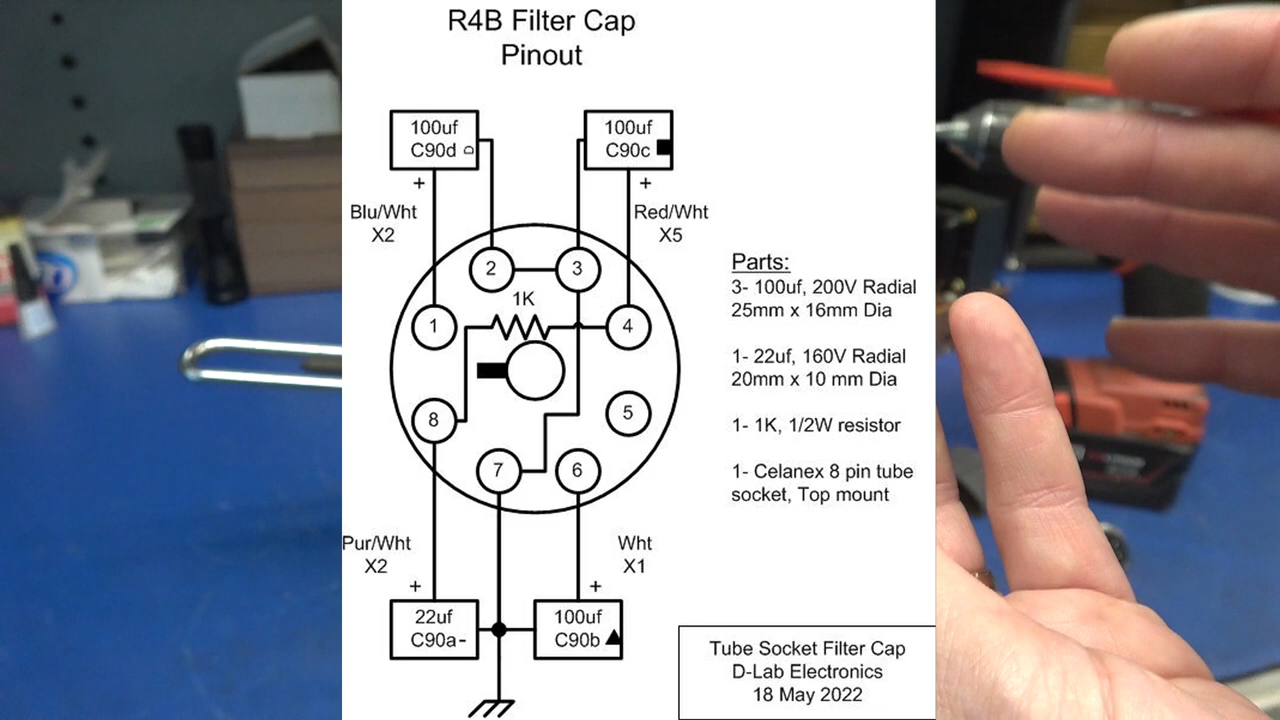 R4B Filter Cap
Pinout
100uf
C90d D
100uf
C90c
+
+
Blu/Wht
X2
Red/Wht
X5
2
3
1K
1
4
8
5
7
6
Parts:
3- 100uf, 200V Radial
25mm x 16mm Dia
1- 22uf, 160V Radial
20mm x 10 mm Dia
1- 1K, 1/2W resistor
1- Celanex 8 pin tube
socket, Top mount
Pur/Wht
X2
Wht
X1
+
+
22uf
C90a-
100uf
C90b
Tube Socket Filter Cap
D-Lab Electronics
18 May 2022